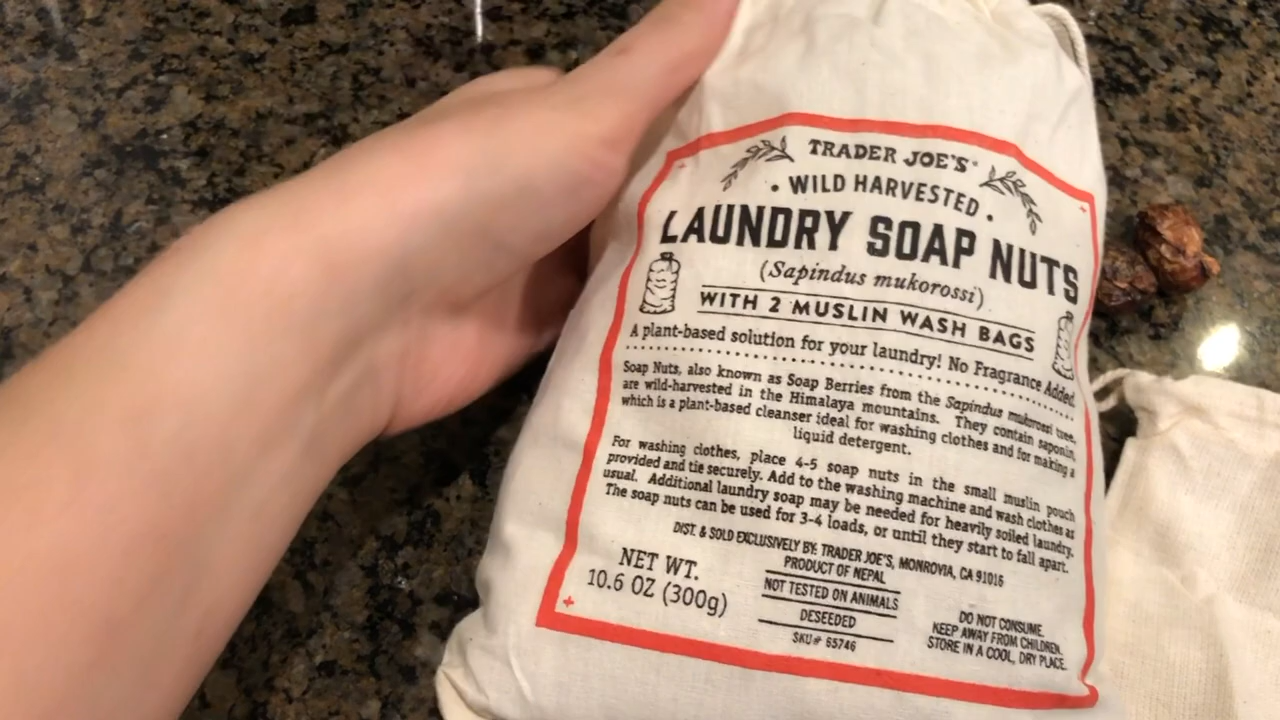 TRADER JOE'S
• WILD HARVESTED •
LAUNDRY SOAP NUTS
(Sapindus mukorossi)
WITH 2 MUSLIN WASH BAGS
A plant-based solution for your laundry! No Fragrance Added.
Soap Nuts, also known as Soap Berries from the Sapindus mukorossi tree,
are wild-harvested in the Himalaya mountains. They contain saponin,
which is a plant-based cleanser ideal for washing clothes and for making a
liquid detergent.
For washing clothes, place 4-5 soap nuts in the small muslin pouch
provided and tie securely. Add to the washing machine and wash clothes as
usual. Additional laundry soap may be needed for heavily soiled laundry.
The soap nuts can be used for 3-4 loads, or until they start to fall apart.
DIST. & SOLD EXCLUSIVELY BY: TRADER JOE'S, MONROVIA, CA 91016
PRODUCT OF NEPAL
NOT TESTED ON ANIMALS
DESEEDED
SKU# 65746
NET WT.
10.6 OZ (300g)
DO NOT CONSUME.
KEEP AWAY FROM CHILDREN.
STORE IN A COOL, DRY PLACE.